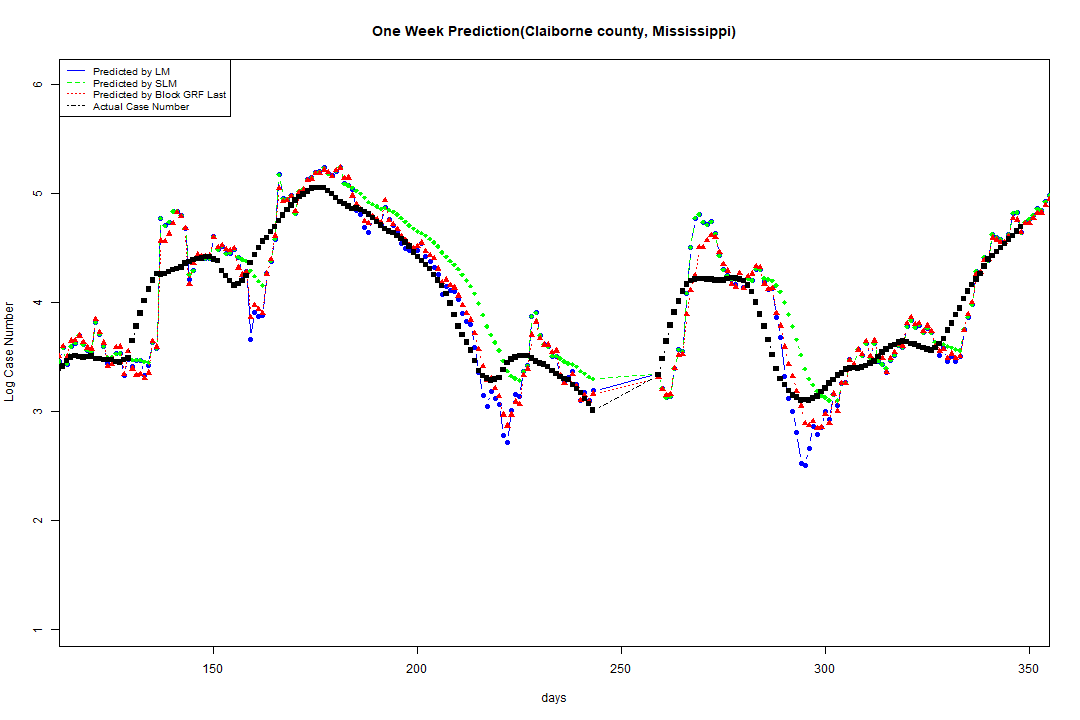 One Week Prediction(Claiborne county, Mississippi)
Predicted by LM
Predicted by SLM
Predicted by Block GRF Last
Actual Case Number
Log Case Number
6
5
4
3
2
1
150
200
250
300
350
days